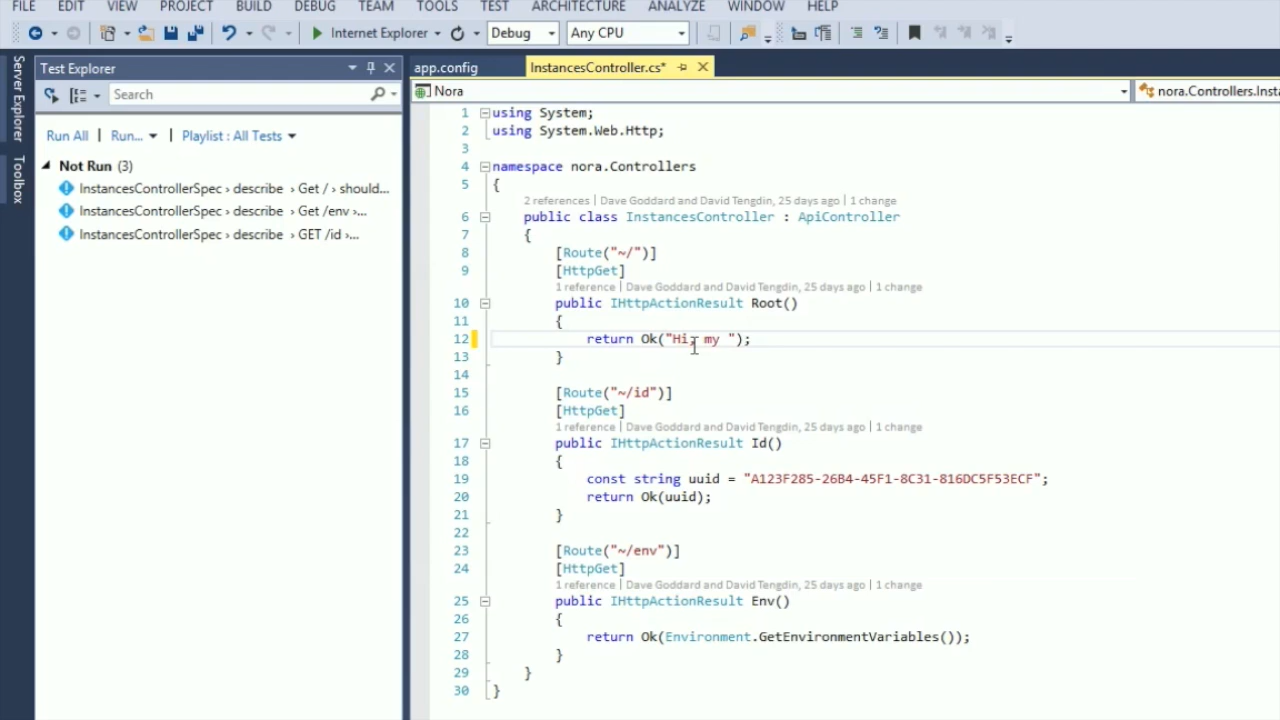 FILE EDIT VIEW PROJECT BUILD DEBUG TEAM TOOLS TEST ARCHITECTURE ANALYZE WINDOW HELP
Internet Explorer Debug Any CPU
Server Explorer
Toolbox
Test Explorer
Search
Run All | Run... | Playlist : All Tests
Not Run (3)
InstancesControllerSpec › describe › Get / › should...
InstancesControllerSpec › describe › Get /env ›...
InstancesControllerSpec › describe › GET /id ›...
app.config InstancesController.cs*
Nora nora.Controllers.Insta
1 using System;
2 using System.Web.Http;
3
4 namespace nora.Controllers
5 {
2 references | Dave Goddard and David Tengdin, 25 days ago | 1 change
6 public class InstancesController : ApiController
7 {
8 [Route("~/")]
9 [HttpGet]
1 reference | Dave Goddard and David Tengdin, 25 days ago | 1 change
10 public IHttpActionResult Root()
11 {
12 return Ok("Hi, my ");
13 }
14
15 [Route("~/id")]
16 [HttpGet]
1 reference | Dave Goddard and David Tengdin, 25 days ago | 1 change
17 public IHttpActionResult Id()
18 {
19 const string uuid = "A123F285-26B4-45F1-8C31-816DC5F53ECF";
20 return Ok(uuid);
21 }
22
23 [Route("~/env")]
24 [HttpGet]
1 reference | Dave Goddard and David Tengdin, 25 days ago | 1 change
25 public IHttpActionResult Env()
26 {
27 return Ok(Environment.GetEnvironmentVariables());
28 }
29 }
30 }